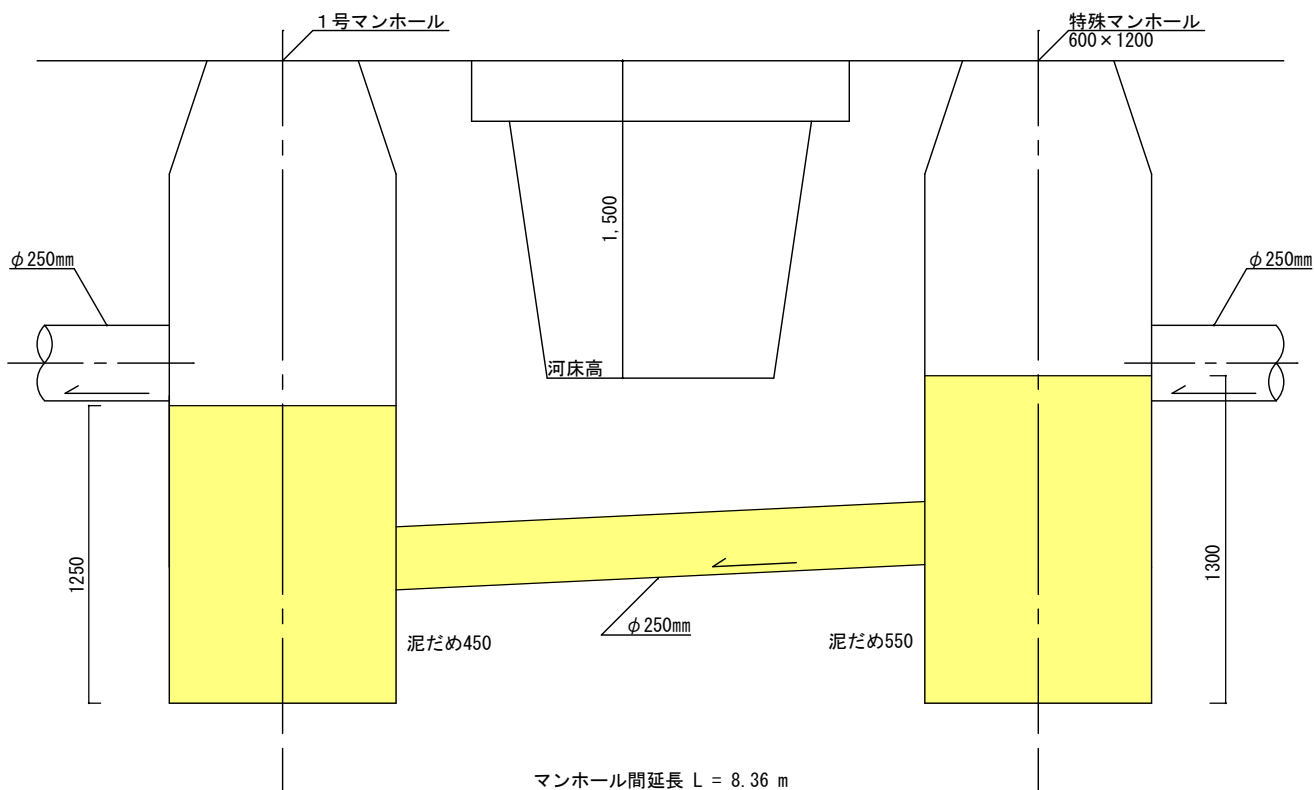 1号マンホール
特殊マンホール
600×1200
1,500
φ250mm
φ250mm
河床高
1250
1300
φ250mm
泥だめ450
泥だめ550
マンホール間延長 L = 8.36 m